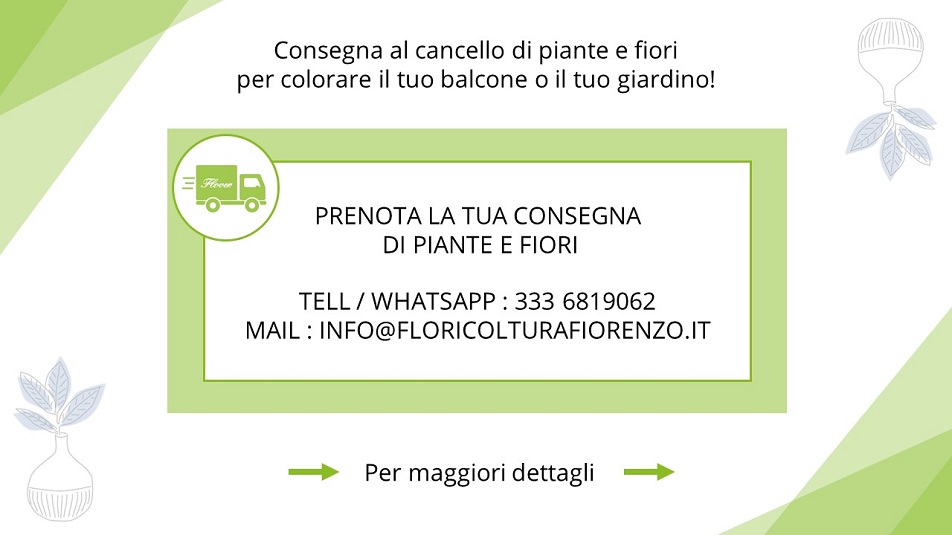 Consegna al cancello di piante e fiori
per colorare il tuo balcone o il tuo giardino!
Flover
PRENOTA LA TUA CONSEGNA
DI PIANTE E FIORI
TELL / WHATSAPP : 333 6819062
MAIL : INFO@FLORICOLTURAFIORENZO.IT
Per maggiori dettagli